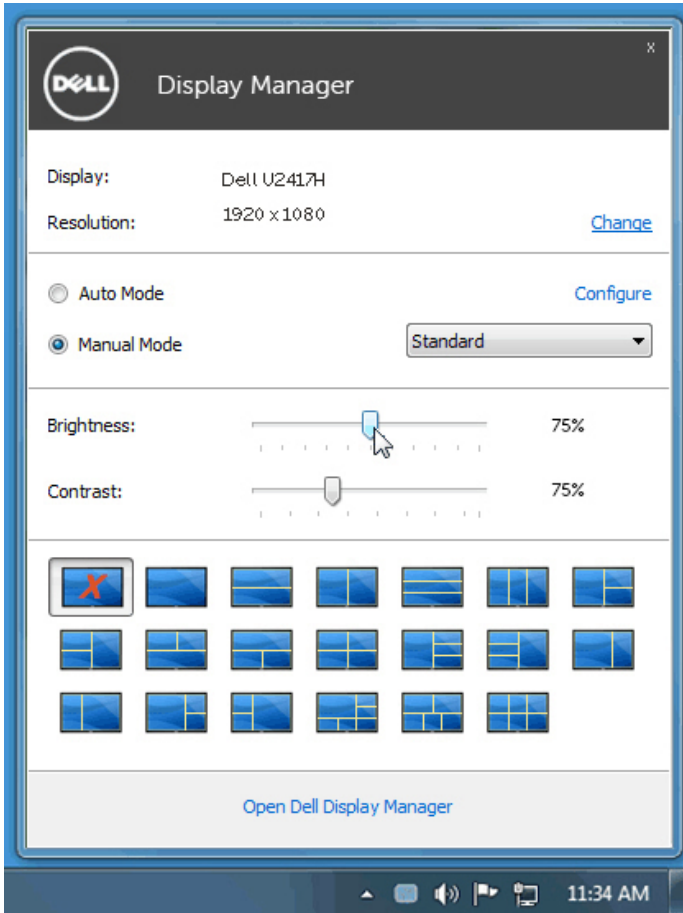 x
DELL
Display Manager
Display: Dell U2417H
Resolution: 1920 x 1080 Change
Auto Mode Configure
Manual Mode Standard
Brightness: 75%
Contrast: 75%
Open Dell Display Manager
11:34 AM